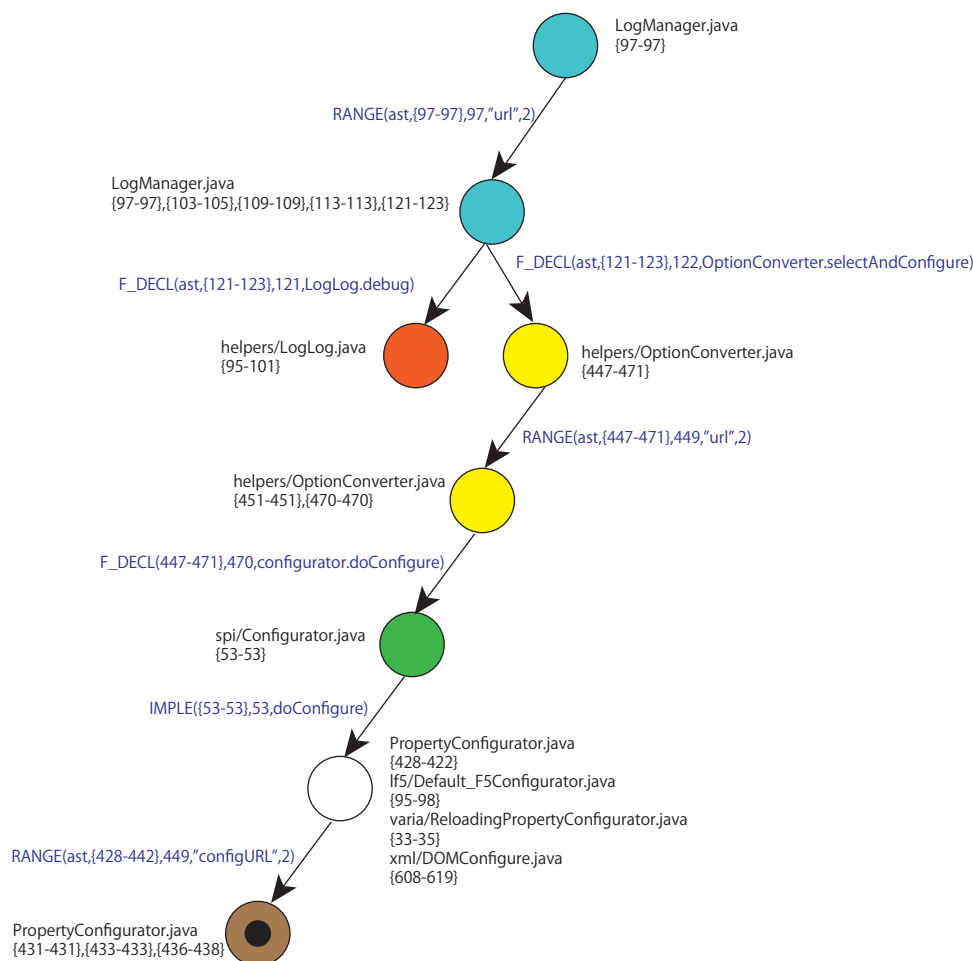 LogManager.java
{97-97}
RANGE(ast,{97-97},97,"url",2)
LogManager.java
{97-97},{103-105},{109-109},{113-113},{121-123}
F_DECL(ast,{121-123},122,OptionConverter.selectAndConfigure)
F_DECL(ast,{121-123},121,LogLog.debug)
helpers/LogLog.java
{95-101}
helpers/OptionConverter.java
{447-471}
RANGE(ast,{447-471},449,"url",2)
helpers/OptionConverter.java
{451-451},{470-470}
F_DECL(447-471},470,configurator.doConfigure)
spi/Configurator.java
{53-53}
IMPLE({53-53},53,doConfigure)
PropertyConfigurator.java
{428-422}
lf5/Default_F5Configurator.java
{95-98}
varia/ReloadingPropertyConfigurator.java
{33-35}
xml/DOMConfigure.java
{608-619}
RANGE(ast,{428-442},449,"configURL",2)
PropertyConfigurator.java
{431-431},{433-433},{436-438}